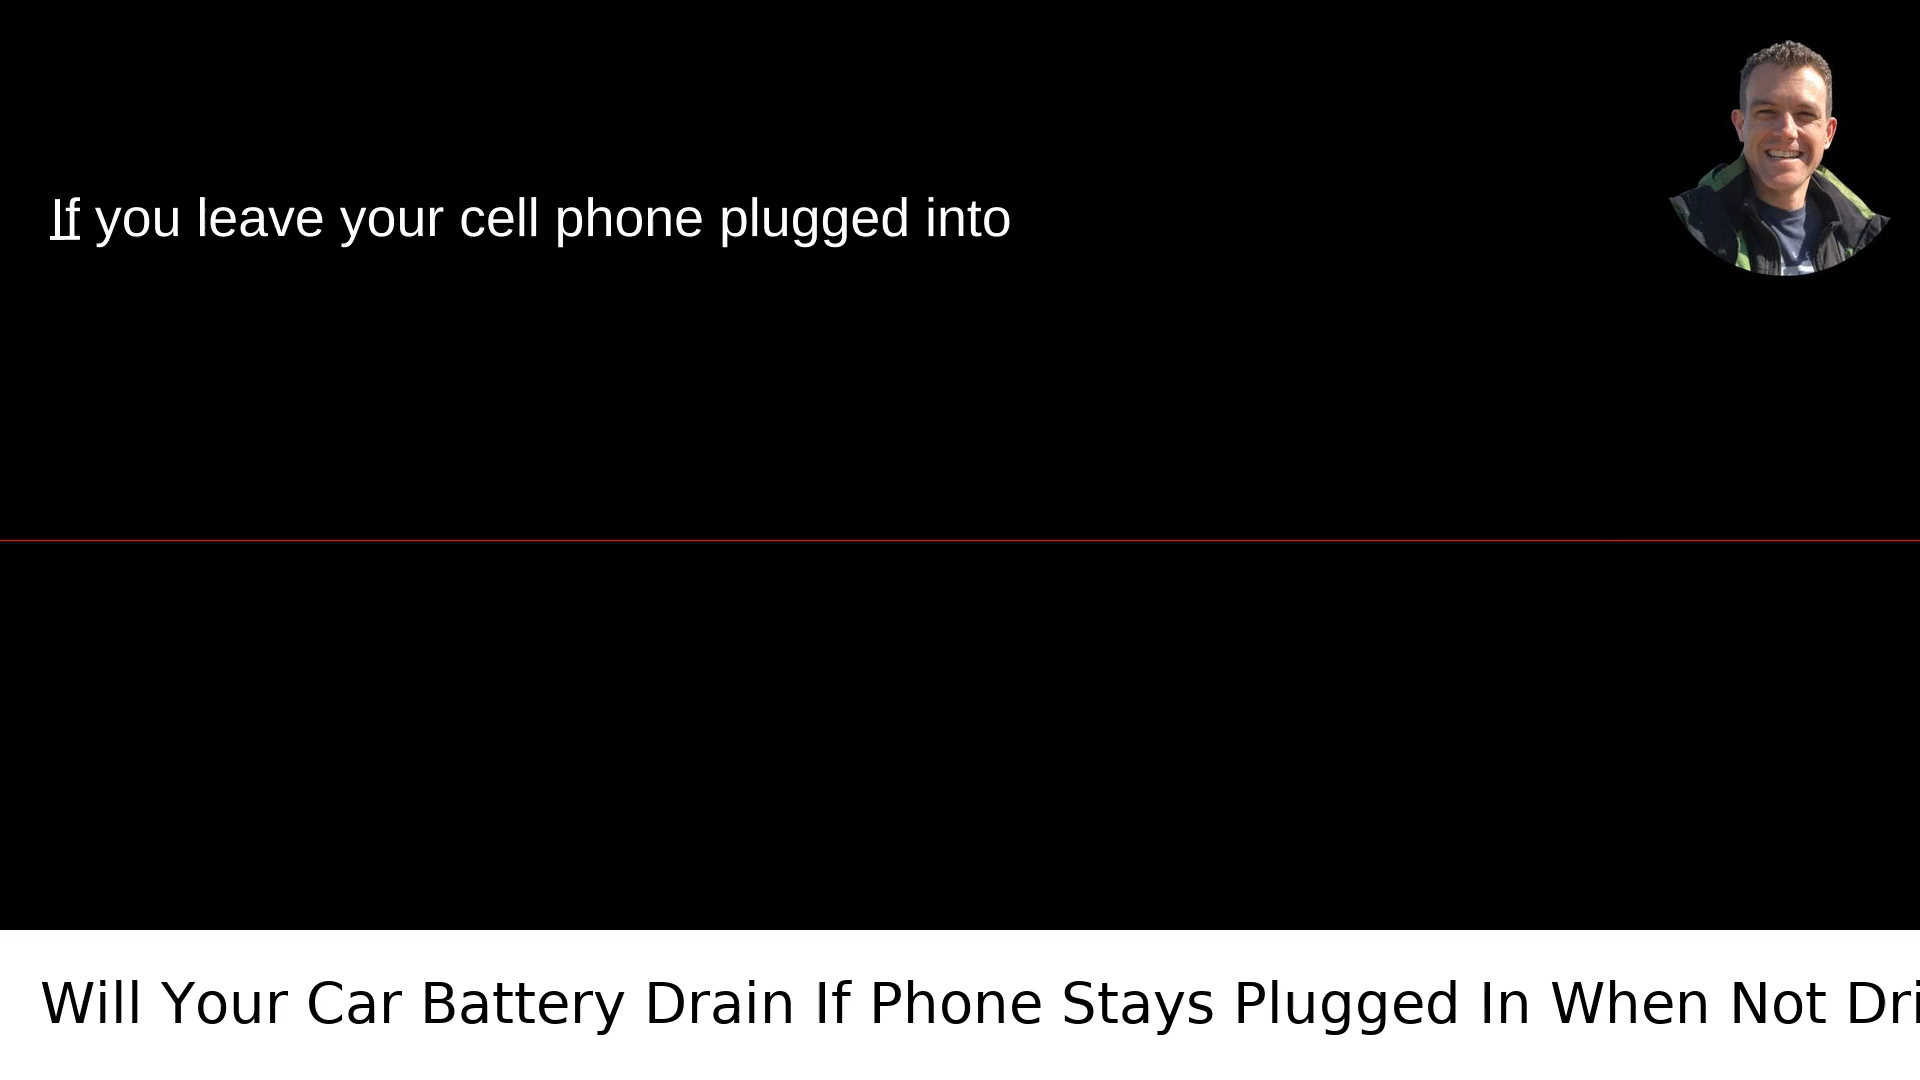 If you leave your cell phone plugged into
Will Your Car Battery Drain If Phone Stays Plugged In When Not Dri